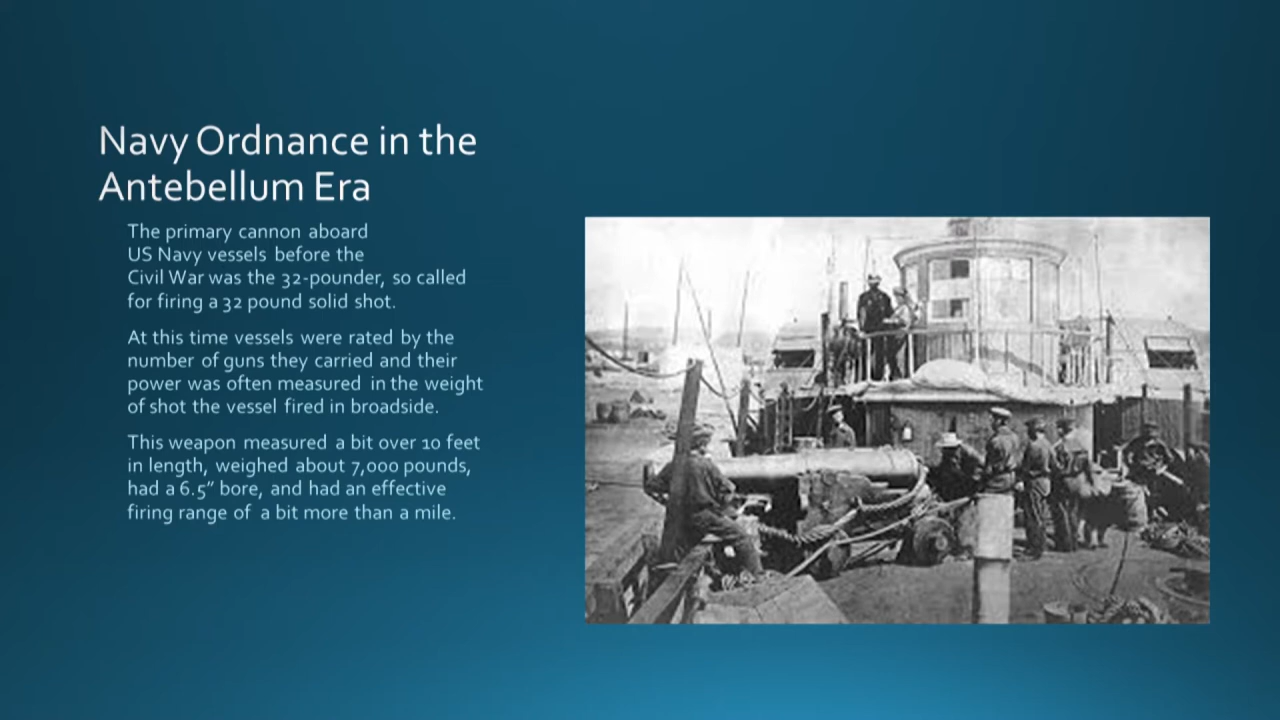 Navy Ordnance in the
Antebellum Era
The primary cannon aboard
US Navy vessels before the
Civil War was the 32-pounder, so called
for firing a 32 pound solid shot.
At this time vessels were rated by the
number of guns they carried and their
power was often measured in the weight
of shot the vessel fired in broadside.
This weapon measured a bit over 10 feet
in length, weighed about 7,000 pounds,
had a 6.5” bore, and had an effective
firing range of a bit more than a mile.